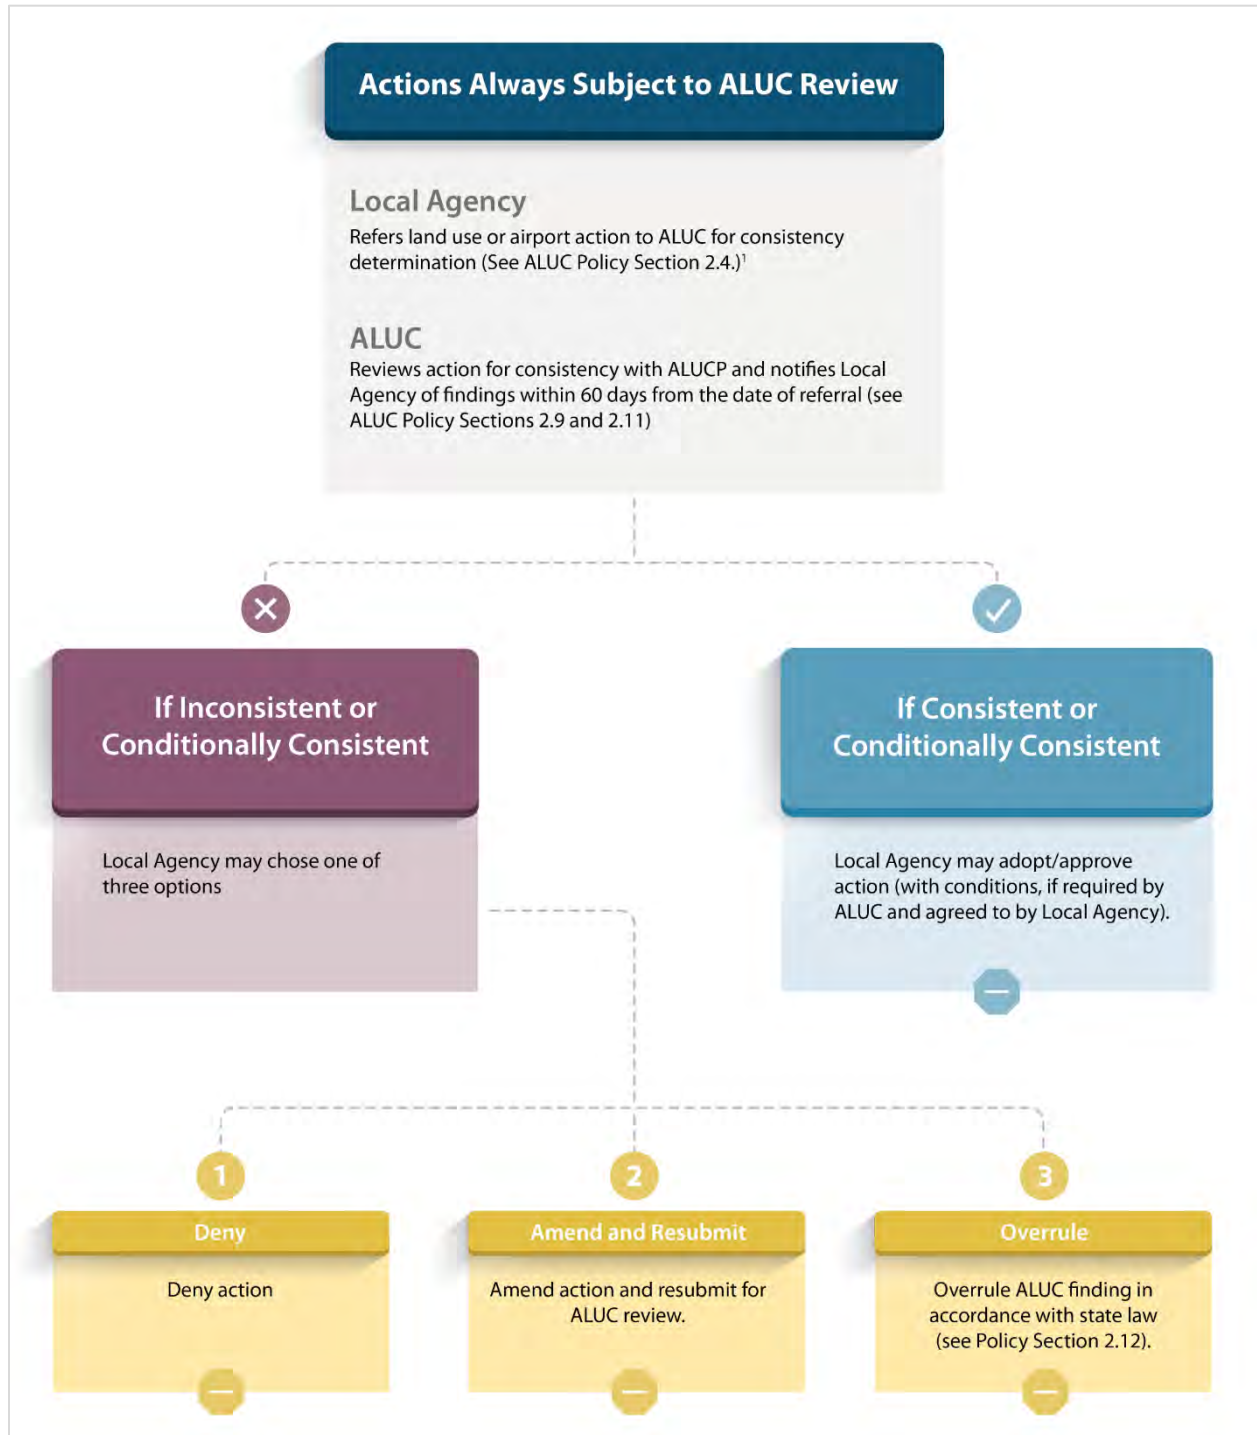 Actions Always Subject to ALUC Review
Local Agency
Refers land use or airport action to ALUC for consistency
determination (See ALUC Policy Section 2.4.)¹
ALUC
Reviews action for consistency with ALUCP and notifies Local
Agency of findings within 60 days from the date of referral (see
ALUC Policy Sections 2.9 and 2.11)
If Inconsistent or
Conditionally Consistent
Local Agency may chose one of
three options
If Consistent or
Conditionally Consistent
Local Agency may adopt/approve
action (with conditions, if required by
ALUC and agreed to by Local Agency).
1
Deny
Deny action
2
Amend and Resubmit
Amend action and resubmit for
ALUC review.
3
Overrule
Overrule ALUC finding in
accordance with state law
(see Policy Section 2.12).